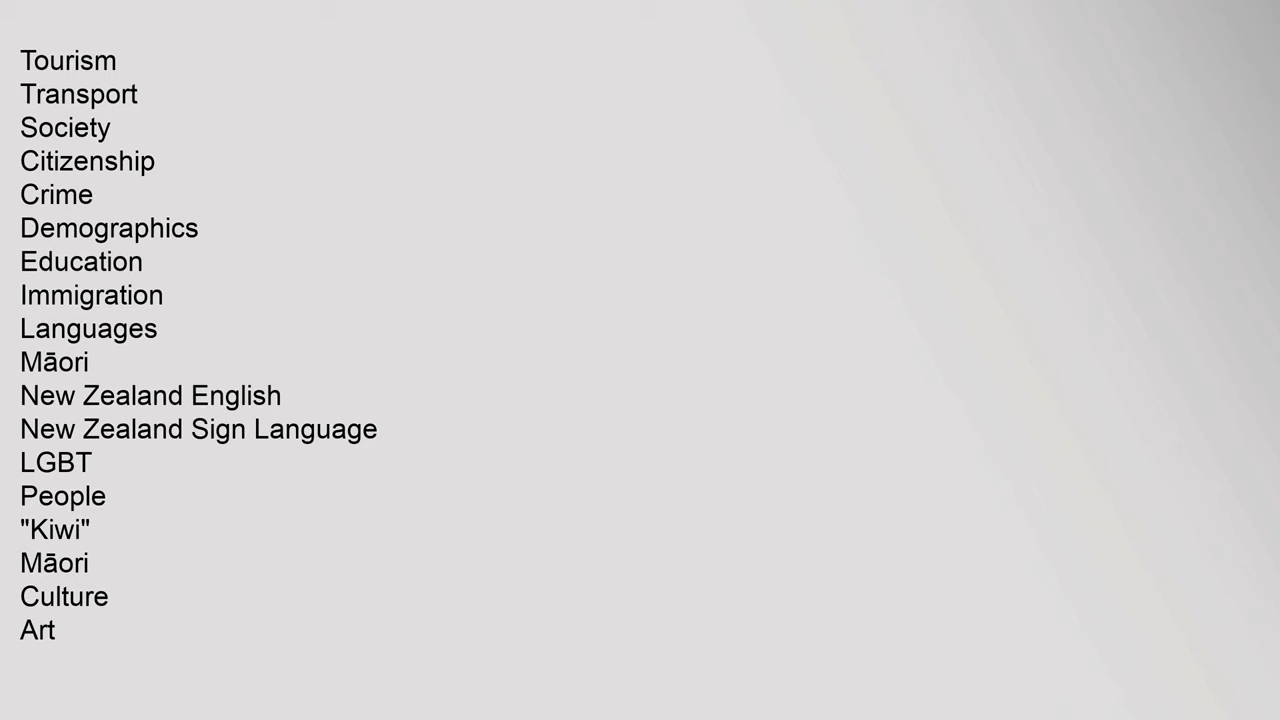 Tourism
Transport
Society
Citizenship
Crime
Demographics
Education
Immigration
Languages
Māori
New Zealand English
New Zealand Sign Language
LGBT
People
"Kiwi"
Māori
Culture
Art